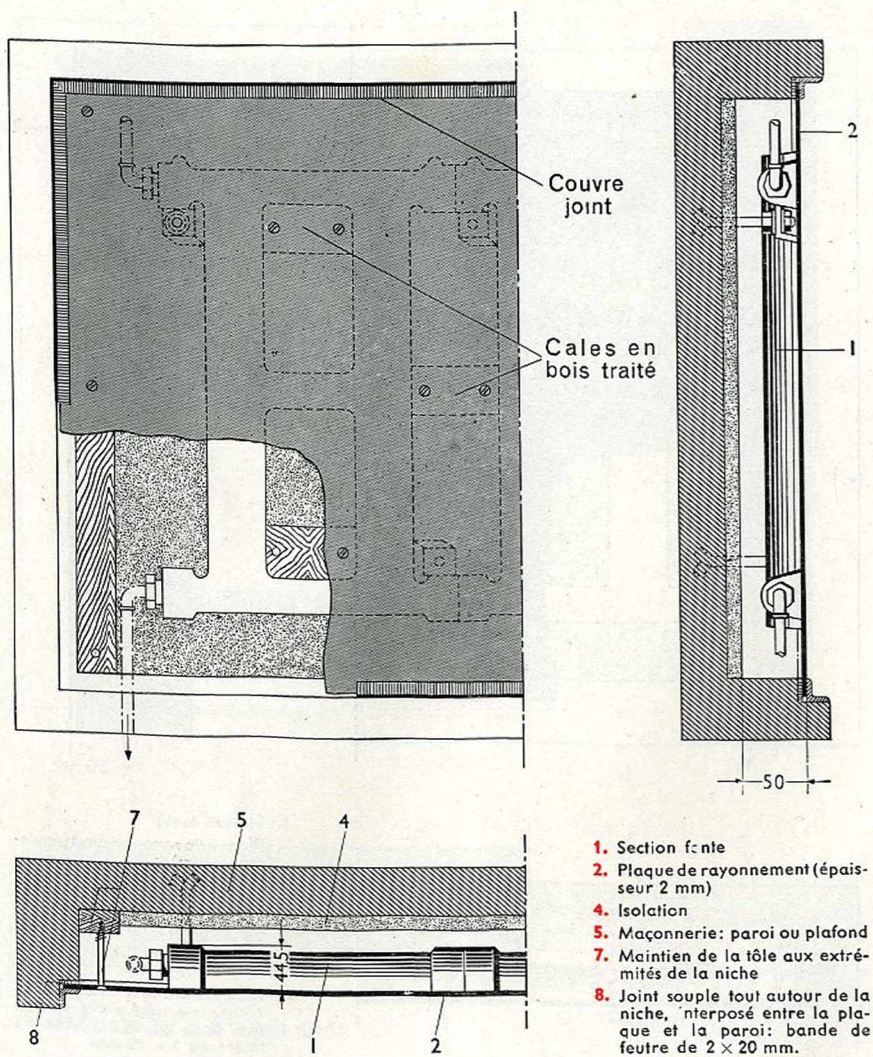 Couvre
joint
Cales en
bois traité
2
1
50
7
5
4
44,5
8
1
2
1. Section fonte
2. Plaque de rayonnement (épais-
seur 2 mm)
4. Isolation
5. Maçonnerie: paroi ou plafond
7. Maintien de la tôle aux extré-
mités de la niche
8. Joint souple tout autour de la
niche, interposé entre la pla-
que et la paroi: bande de
feutre de 2 × 20 mm.